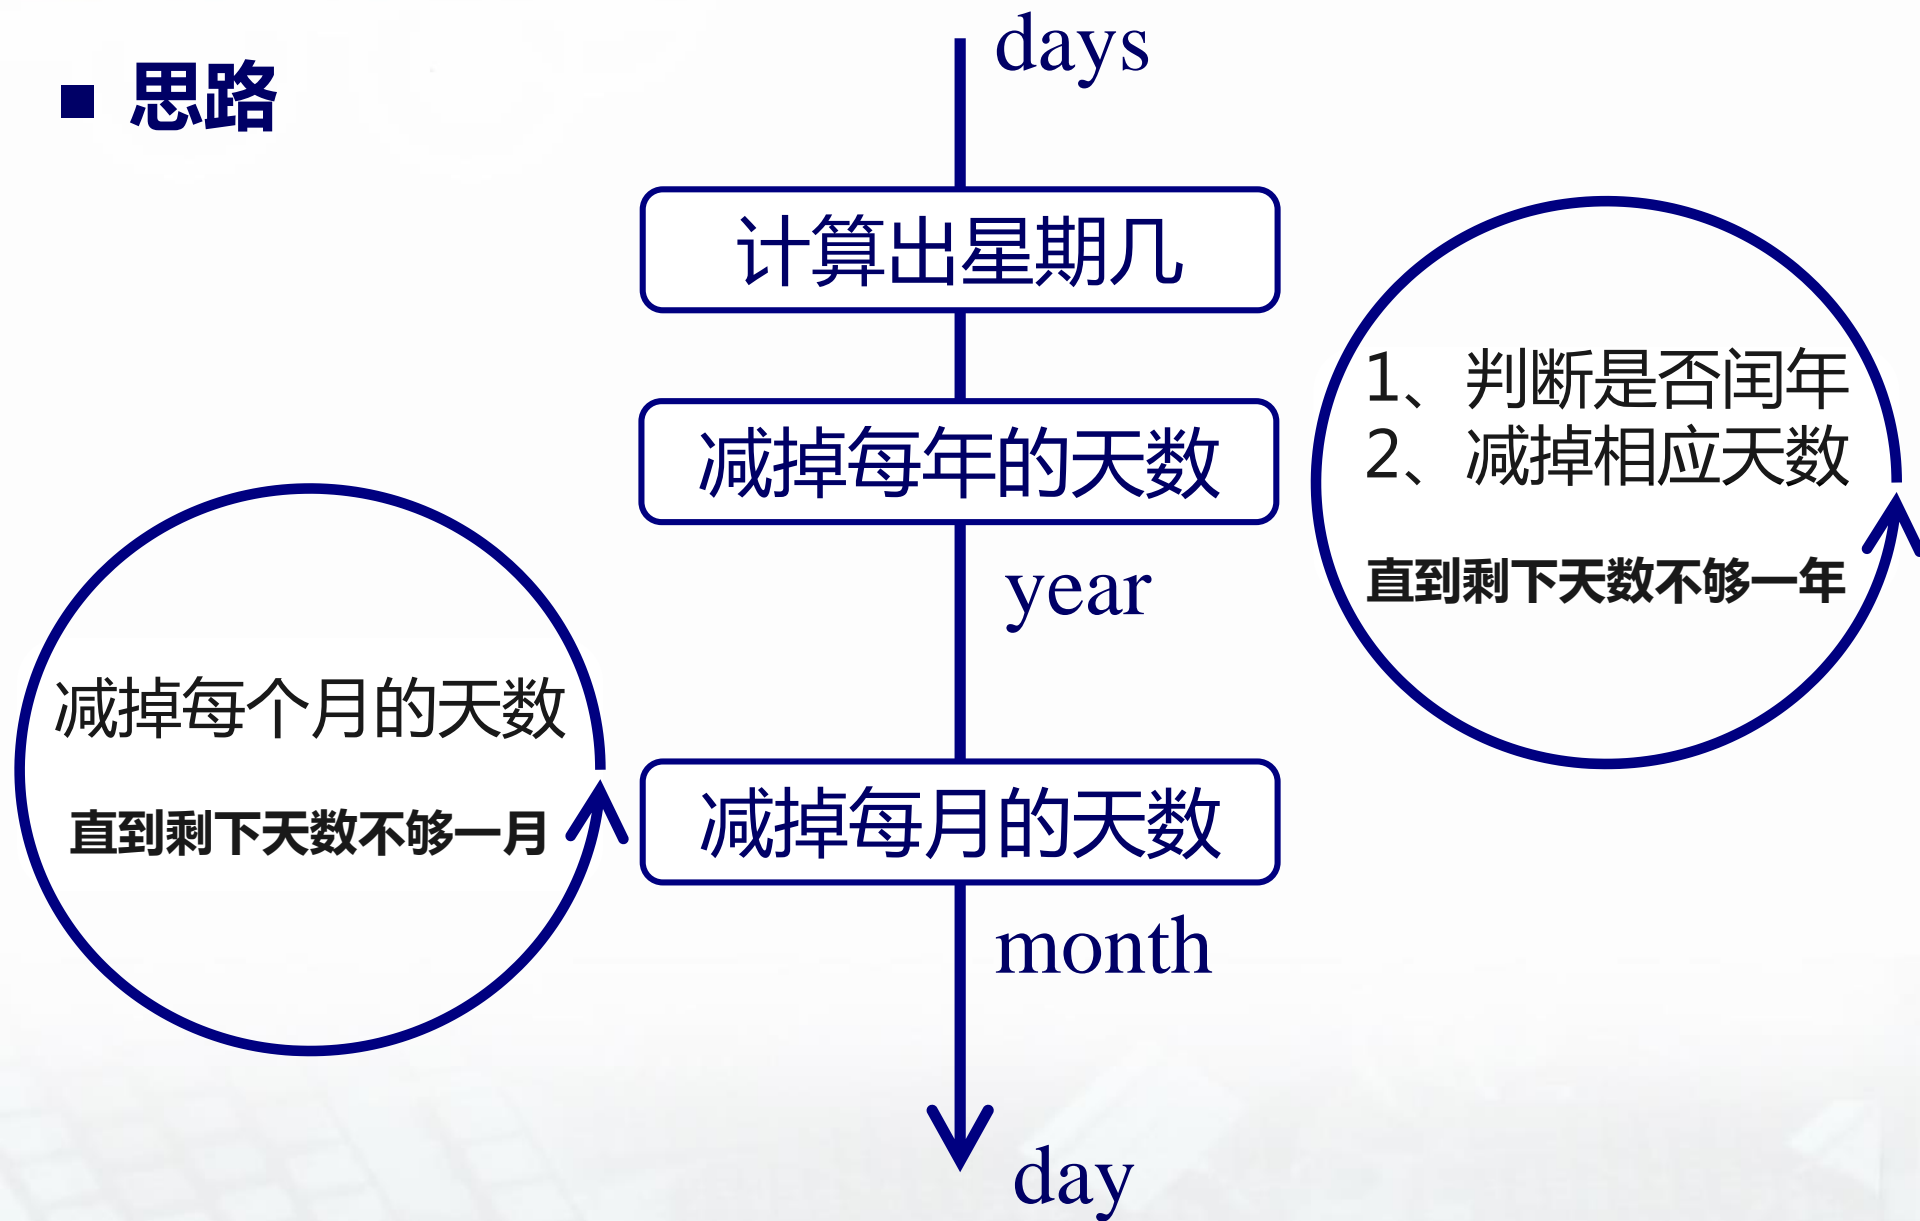 思路
days
计算出星期几
减掉每年的天数
1、判断是否闰年
2、减掉相应天数
直到剩下天数不够一年
year
减掉每个月的天数
直到剩下天数不够一月
减掉每月的天数
month
day